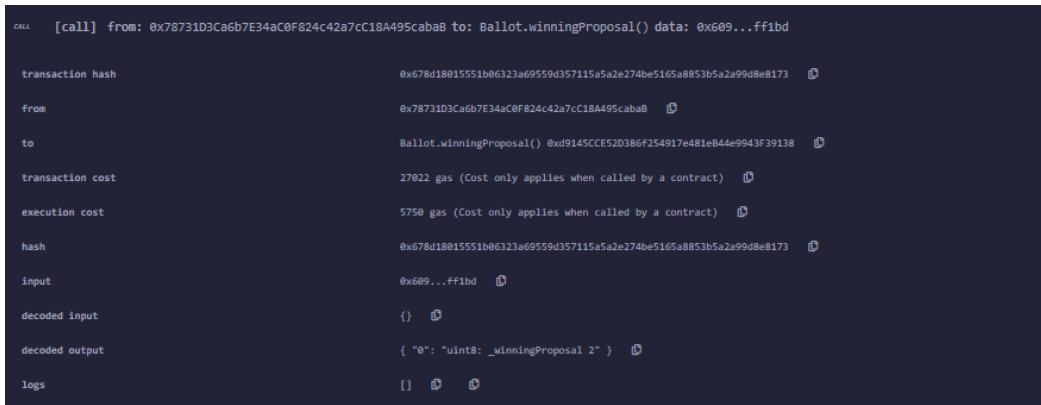 CALL [call] from: 0x78731D3Ca6b7E34aC0F824c42a7cC18A495cabaB to: Ballot.winningProposal() data: 0x609...ff1bd
transaction hash 0x678d18015551b06323a69559d357115a5a2e274be5165a8853b5a2a99d8e8173
from 0x78731D3Ca6b7E34aC0F824c42a7cC18A495cabaB
to Ballot.winningProposal() 0xd9145CCE52D386f254917e481eB44e9943F39138
transaction cost 27022 gas (Cost only applies when called by a contract)
execution cost 5750 gas (Cost only applies when called by a contract)
hash 0x678d18015551b06323a69559d357115a5a2e274be5165a8853b5a2a99d8e8173
input 0x609...ff1bd
decoded input {}
decoded output { "0": "uint8: _winningProposal 2" }
logs []